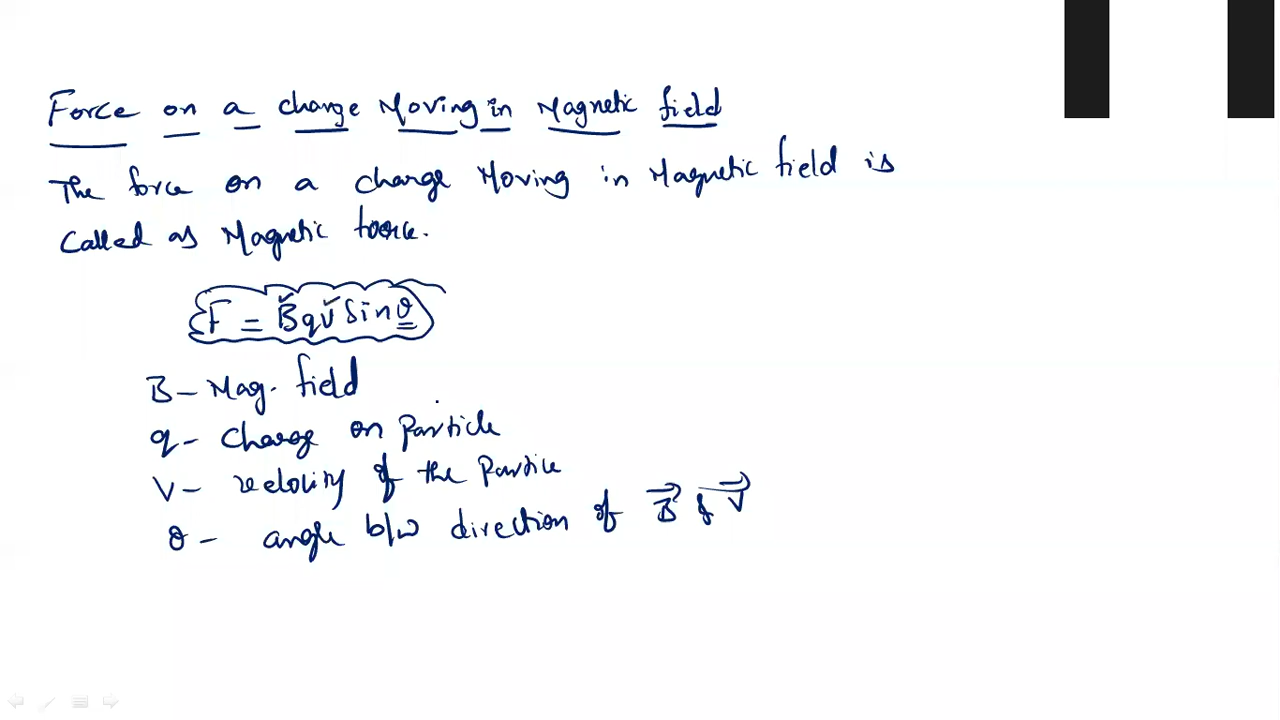 Force on a charge Moving in Magnetic field
The force on a charge Moving in Magnetic field is
Called as Magnetic force.
F = BqV Sinθ
B - Mag. field
q - charge on Particle
V - velocity of the Particle
θ - angle b/w direction of B⃗ & V⃗